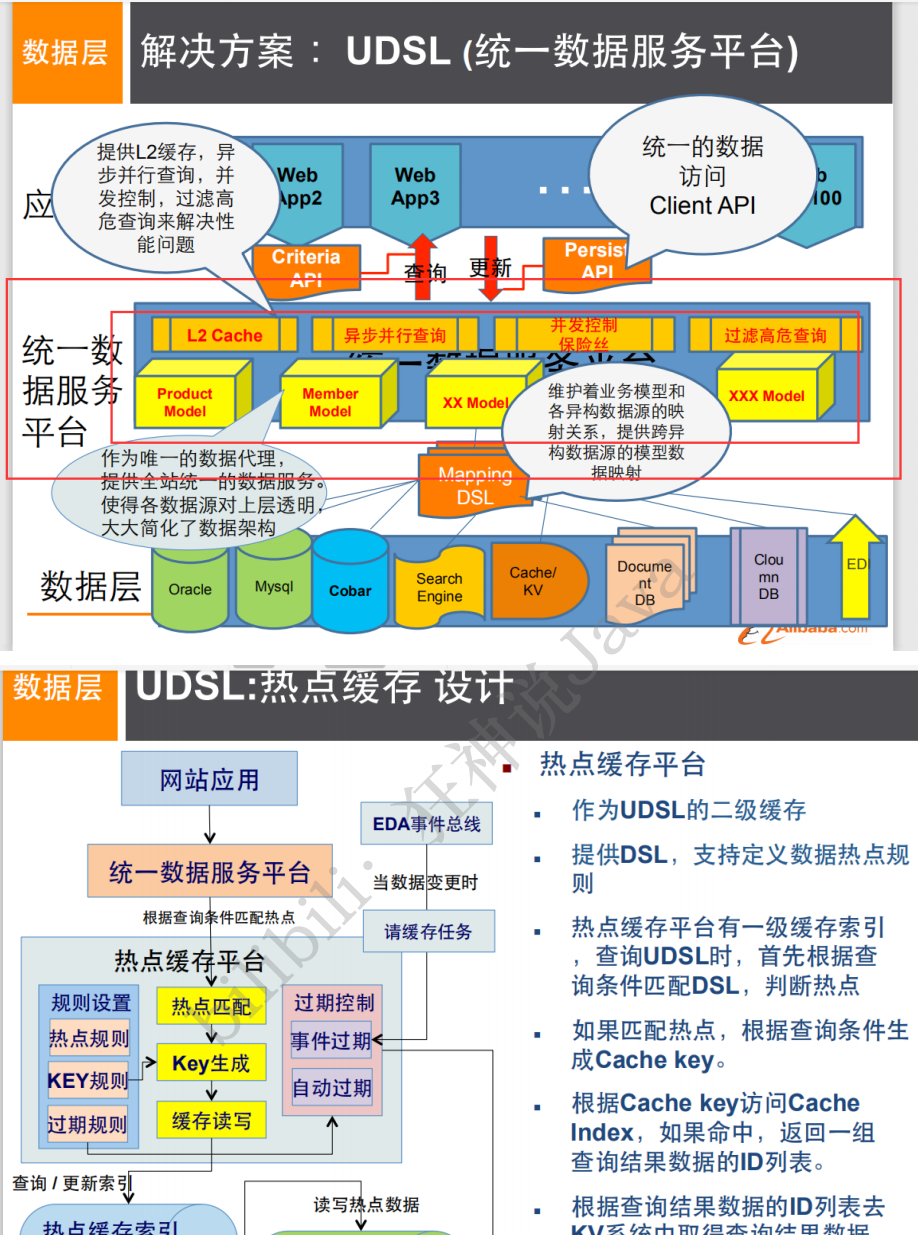 数据层
解决方案： UDSL (统一数据服务平台)
提供L2缓存，异
步并行查询，并
发控制，过滤高
危查询来解决性
能问题
Web
App2
Web
App3
统一的数据
访问
Client API
100
应
Criteria
API
查询
更新
Persist
API
L2 Cache
异步并行查询
并发控制
保险丝
过滤高危查询
统一数
据服务
平台
Product
Model
Member
Model
XX Model
XXX Model
维护着业务模型和
各异构数据源的映
射关系，提供跨异
构数据源的模型数
据映射
作为唯一的数据代理，
提供全站统一的数据服务。
使得各数据源对上层透明，
大大简化了数据架构
Mapping
DSL
数据层
Oracle
Mysql
Cobar
Search
Engine
Cache/
KV
Docume
nt
DB
Clou
mn
DB
EDI
Alibaba.com
数据层
UDSL:热点缓存 设计
网站应用
统一数据服务平台
EDA事件总线
当数据变更时
请缓存任务
根据查询条件匹配热点
热点缓存平台
规则设置
热点规则
KEY规则
过期规则
热点匹配
Key生成
缓存读写
过期控制
事件过期
自动过期
查询 / 更新索引
热点缓存索引
读写热点数据
热点缓存平台
作为UDSL的二级缓存
提供DSL，支持定义数据热点规
则
热点缓存平台有一级缓存索引
，查询UDSL时，首先根据查
询条件匹配DSL，判断热点
如果匹配热点，根据查询条件生
成Cache key。
根据Cache key访问Cache
Index，如果命中，返回一组
查询结果数据的ID列表。
根据查询结果数据的ID列表去
KV系统中取得查询结果数据
bilibili：狂神说Java